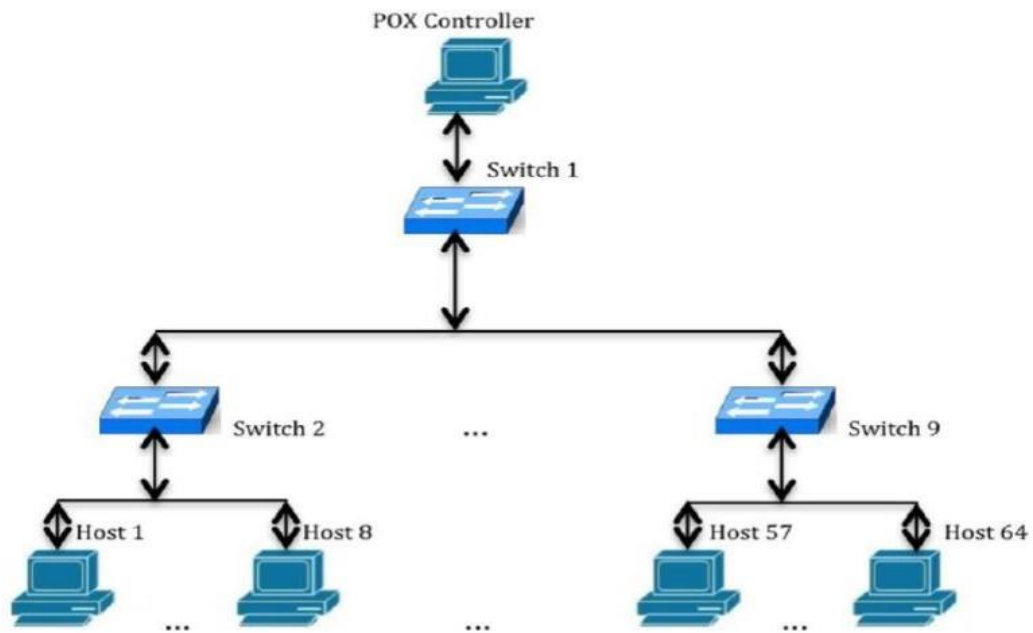 POX Controller
Switch 1
Switch 2
...
Switch 9
Host 1
Host 8
Host 57
Host 64
...
...
...